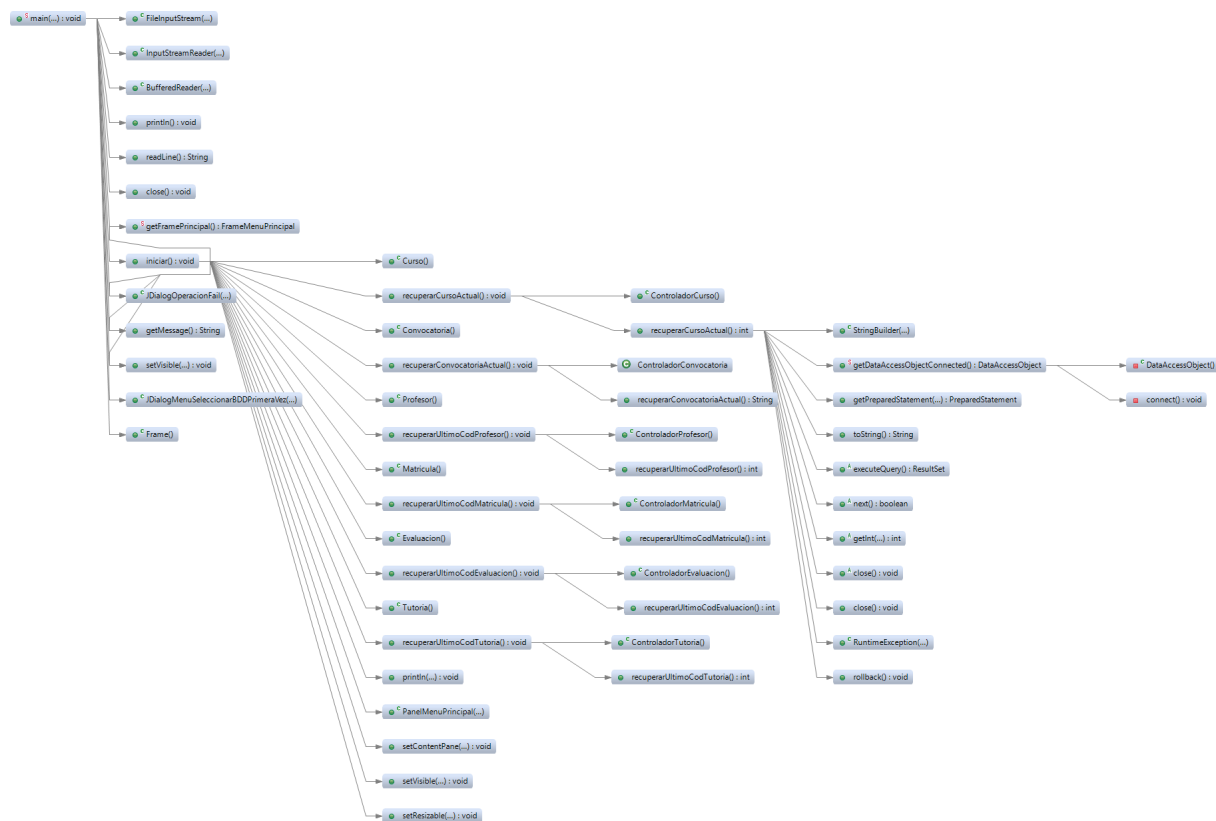 main(...) : void
FileInputStream(...)
InputStreamReader(...)
BufferedReader(...)
println() : void
readLine() : String
close() : void
getFramePrincipal() : FrameMenuPrincipal
iniciar() : void
JDialogOperacionFail(...)
getMessage() : String
setVisible(...) : void
JDialogMenuSeleccionarBDDPrimeraVez(...)
Frame()
Curso()
recuperarCursoActual() : void
Convocatoria()
recuperarConvocatoriaActual() : void
Profesor()
recuperarUltimoCodProfesor() : void
Matricula()
recuperarUltimoCodMatricula() : void
Evaluacion()
recuperarUltimoCodEvaluacion() : void
Tutoria()
recuperarUltimoCodTutoria() : void
println(...) : void
PanelMenuPrincipal(...)
setContentPane(...) : void
setVisible(...) : void
setResizable(...) : void
ControladorCurso()
recuperarCursoActual() : int
ControladorConvocatoria
recuperarConvocatoriaActual() : String
ControladorProfesor()
recuperarUltimoCodProfesor() : int
ControladorMatricula()
recuperarUltimoCodMatricula() : int
ControladorEvaluacion()
recuperarUltimoCodEvaluacion() : int
ControladorTutoria()
recuperarUltimoCodTutoria() : int
StringBuilder(...)
getDataAccessObjectConnected() : DataAccessObject
getPreparedStatement(...) : PreparedStatement
toString() : String
executeQuery() : ResultSet
next() : boolean
getInt(...) : int
close() : void
close() : void
RuntimeException(...)
rollback() : void
DataAccessObject()
connect() : void